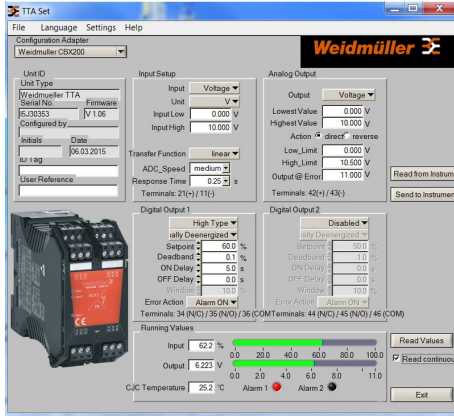 TTA Set
File Language Settings Help
Configuration Adapter
Weidmuller CBX200
Weidmüller
Unit ID
Unit Type
Weidmueller TTA
Serial No. Firmware
I5J30353 V 1.06
Configured by
Initials Date
06.03.2015
ID Tag
User Reference
Input Setup
Input Voltage
Unit V
Input Low 0.000 V
Input High 10.000 V
Transfer Function linear
ADC_Speed medium
Response Time 0.25 s
Terminals: 21(+) / 11(-)
Analog Output
Output Voltage
Lowest Value 0.000 V
Highest Value 10.000 V
Action direct reverse
Low_Limit 0.000 V
High_Limit 10.500 V
Output @ Error 11.000 V
Terminals: 42(+) / 43(-)
Read from Instrum
Send to Instrumen
Digital Output 1
High Type
ially Deenergized
Setpoint 60.0 %
Deadband 0.1 %
ON Delay 5.0 s
OFF Delay 0.0 s
Window 10.0 %
Error Action Alarm ON
Terminals: 34 (N/C) / 35 (N/O) / 36 (COM
Digital Output 2
Disabled
ially Deenergized
Setpoint 50.0 %
Deadband 1.0 %
ON Delay 0.0 s
OFF Delay 0.0 s
Window 10.0 %
Error Action Alarm ON
Terminals: 44 (N/C) / 45 (N/O) / 46 (COM)
Running Values
Input 62.2 %
0.0 20.0 40.0 60.0 80.0 100.0
Output 6.223 V
0.0 2.0 4.0 6.0 8.0 11.0
CJC Temperature 25.2 °C Alarm 1 Alarm 2
Read Values
Read continuou
Exit